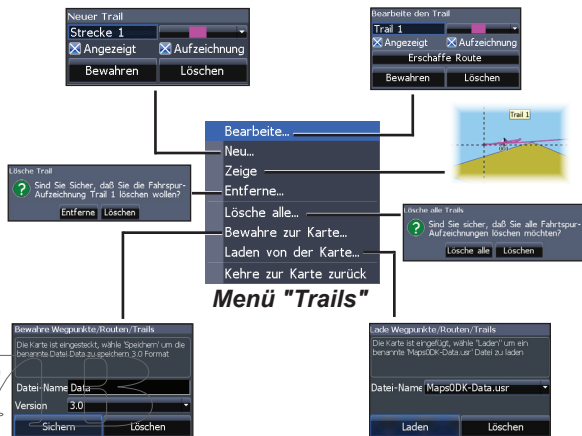 Neuer Trail
Strecke 1
Angezeigt
Aufzeichnung
Bewahren
Löschen
Bearbeite den Trail
Trail 1
Angezeigt
Aufzeichnung
Erschaffe Route
Bewahren
Löschen
Trail 1
001
Bearbeite...
Neu...
Zeige
Entferne...
Lösche alle...
Bewahre zur Karte...
Laden von der Karte...
Kehre zur Karte zurück
Menü "Trails"
Lösche Trail
Sind Sie Sicher, daß Sie die Fahrspur-
Aufzeichnung Trail 1 löschen wollen?
Entferne
Löschen
Lösche alle Trails
Sind Sie sicher, daß Sie alle Fahrtspur-
Aufzeichnungen löschen möchten?
Lösche alle
Löschen
Bewahre Wegpunkte/Routen/Trails
Die Karte ist eingesteckt, wähle 'Speichern' um die
benannte Datei Data zu speichern 3.0 Format
Datei-Name Data
Version 3.0
Sichern
Löschen
Lade Wegpunkte/Routen/Trails
Die Karte ist eingefügt, wähle "Laden" um ein
benannte 'MapsODK-Data.usr' Datei zu laden
Datei-Name MapsODK-Data.usr
Laden
Löschen